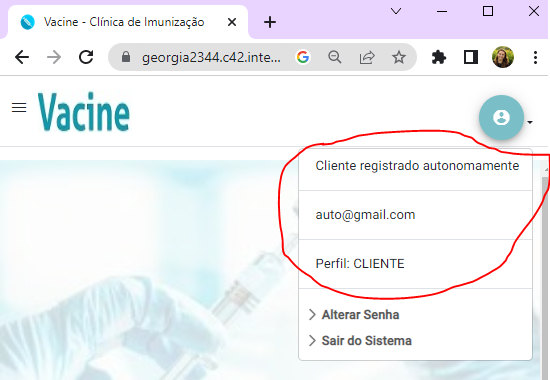 Vacine - Clínica de Imunização
georgia2344.c42.inte...
Vacine
Cliente registrado autonomamente
auto@gmail.com
Perfil: CLIENTE
Alterar Senha
Sair do Sistema